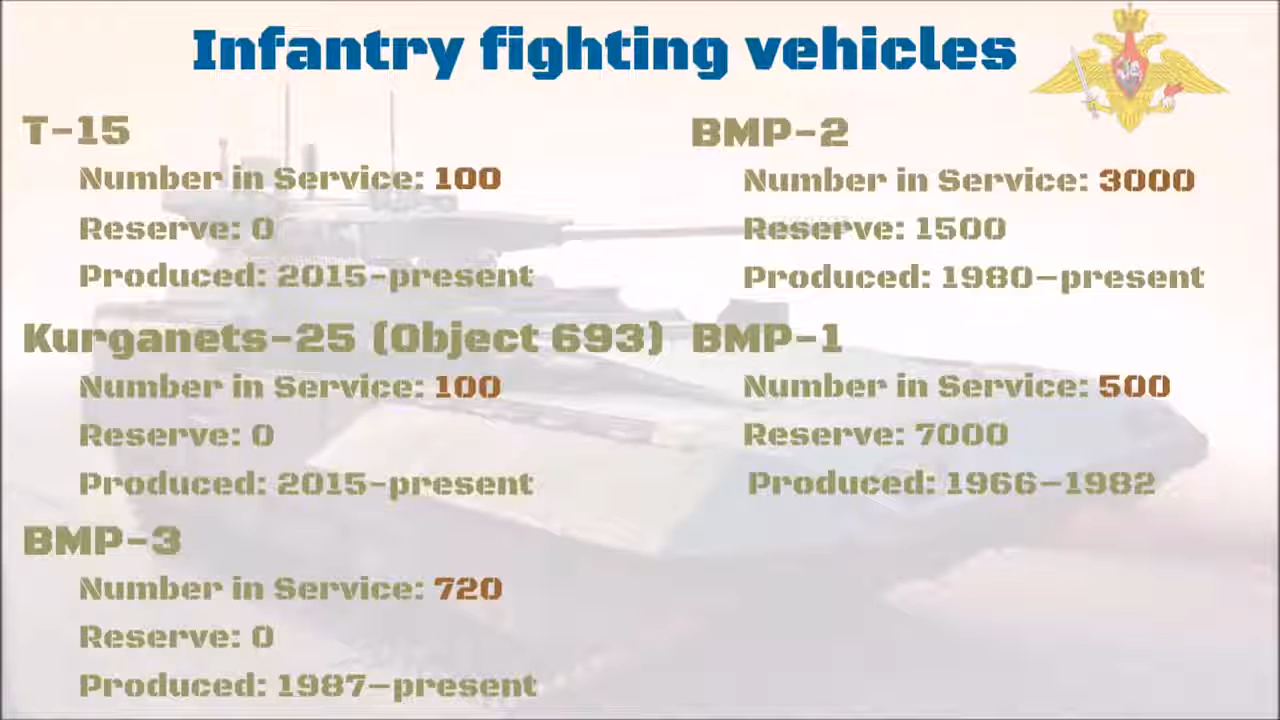 Infantry fighting vehicles
T-15
Number in Service: 100
Reserve: 0
Produced: 2015-present
Kurganets-25 (Object 693)
Number in Service: 100
Reserve: 0
Produced: 2015-present
BMP-3
Number in Service: 720
Reserve: 0
Produced: 1987–present
BMP-2
Number in Service: 3000
Reserve: 1500
Produced: 1980–present
BMP-1
Number in Service: 500
Reserve: 7000
Produced: 1966–1982